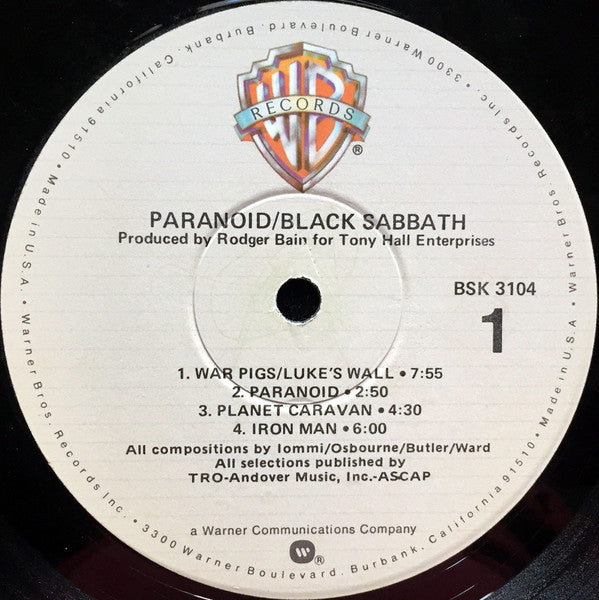 WB
RECORDS
®
PARANOID/BLACK SABBATH
Produced by Rodger Bain for Tony Hall Enterprises
BSK 3104
1
1. WAR PIGS/LUKE'S WALL • 7:55
2. PARANOID • 2:50
3. PLANET CARAVAN • 4:30
4. IRON MAN • 6:00
All compositions by Iommi/Osbourne/Butler/Ward
All selections published by
TRO-Andover Music, Inc.-ASCAP
a Warner Communications Company
®
Warner Bros. Records Inc. • 3300 Warner Boulevard, Burbank, California 91510 • Made in U.S.A. • Warner Bros. Records Inc. • 3300 Warner Boulevard, Burbank, California 91510 • Made in U.S.A. •